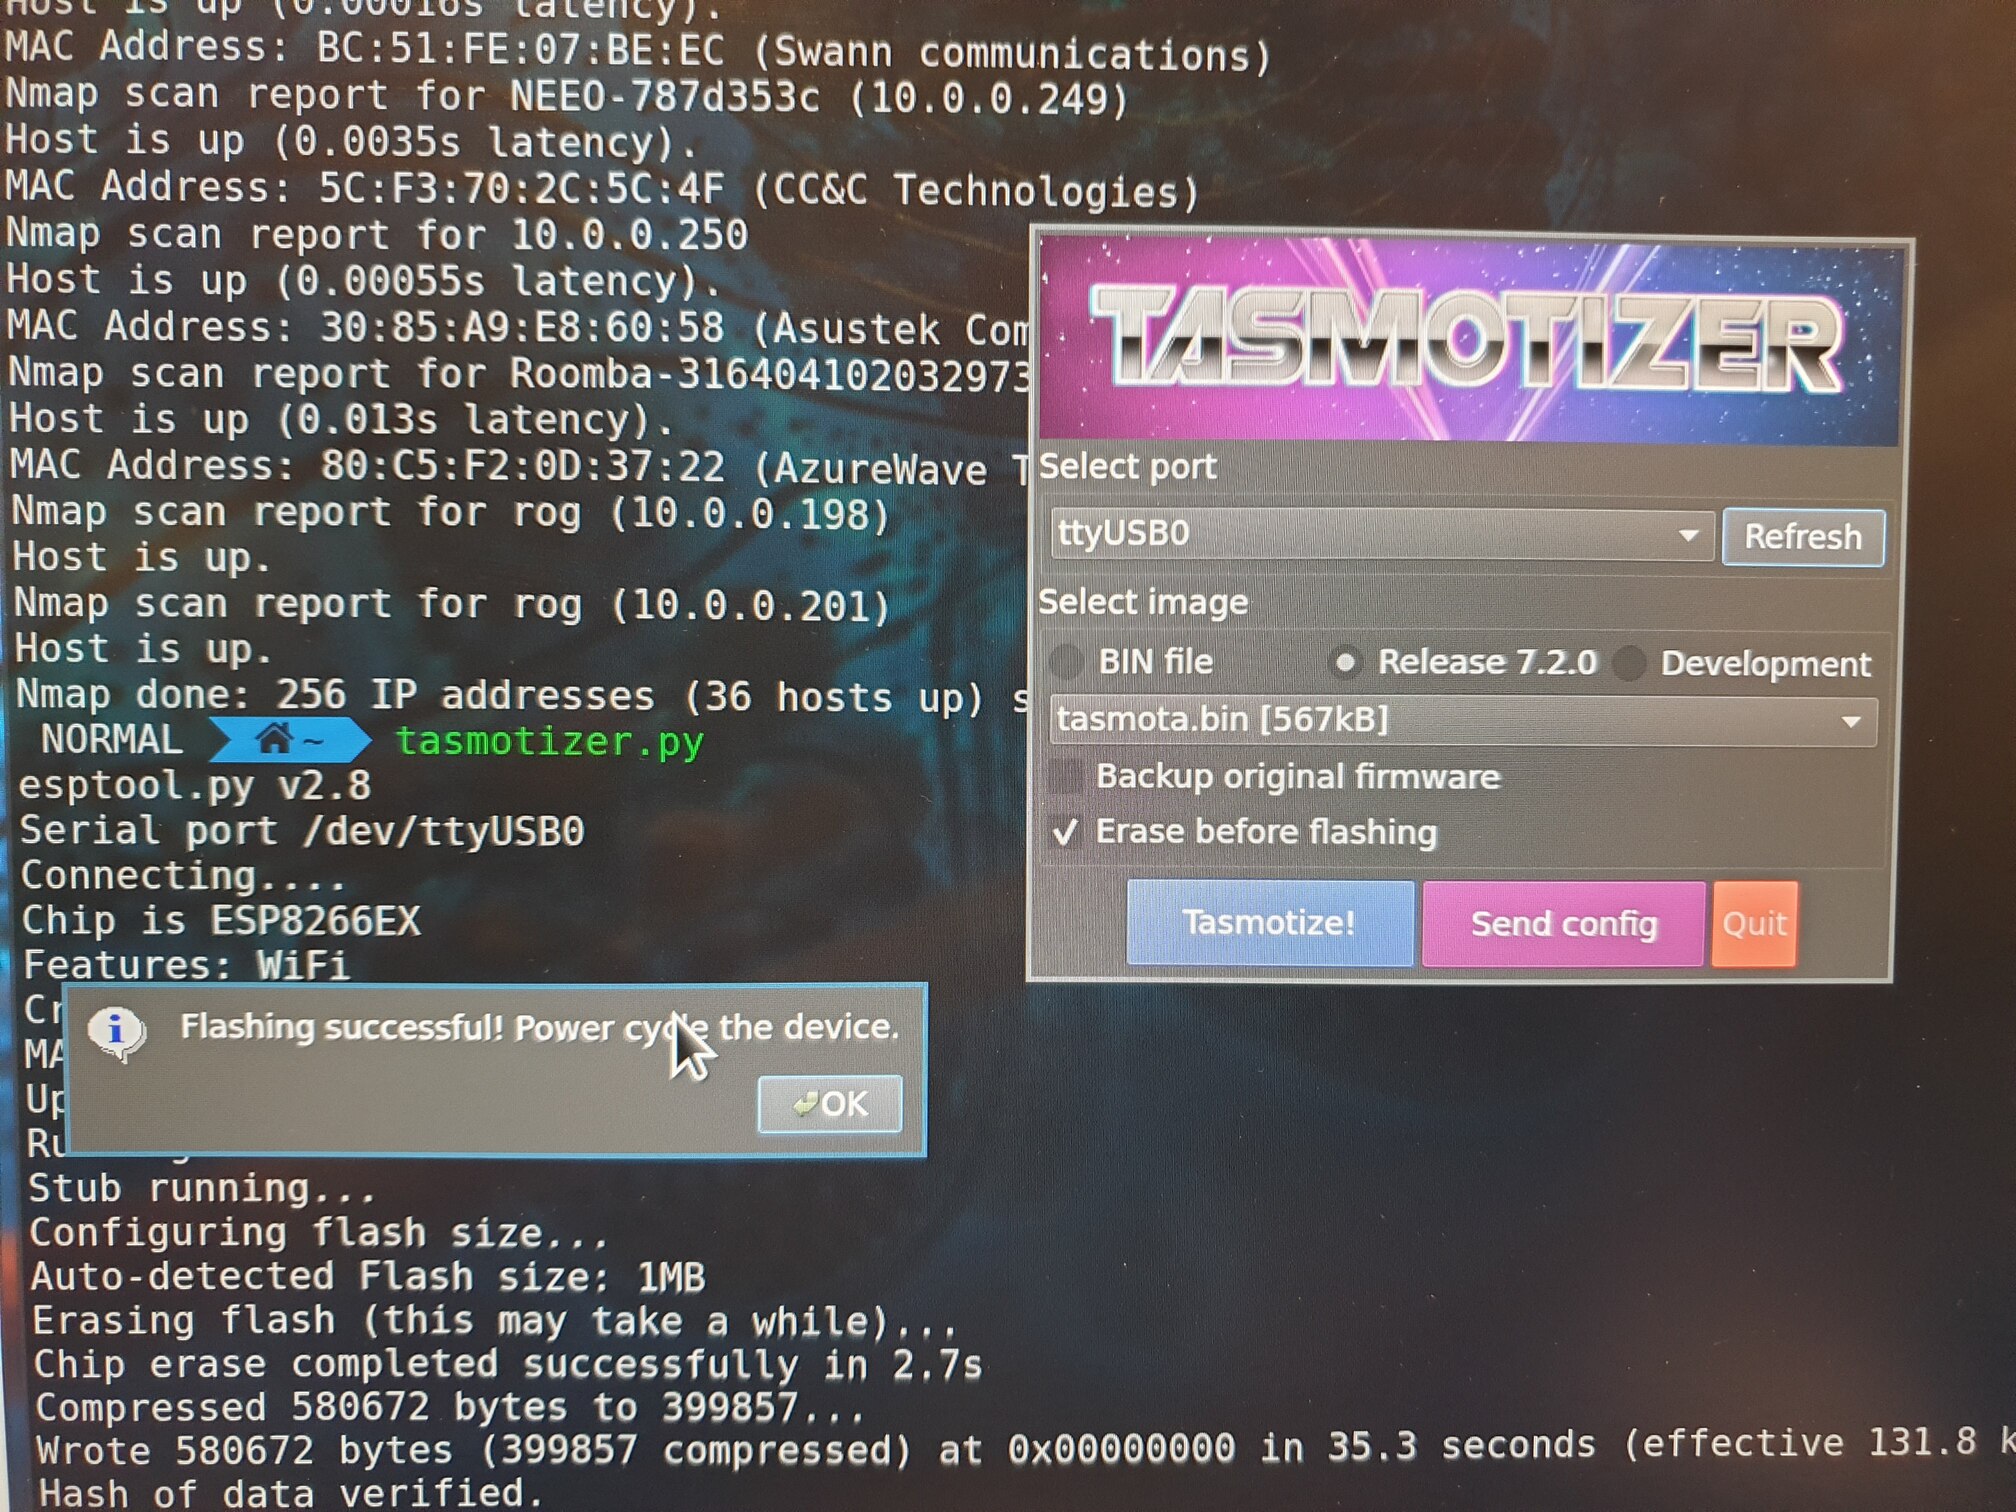 Host is up (0.00016s latency).
MAC Address: BC:51:FE:07:BE:EC (Swann communications)
Nmap scan report for NEEO-787d353c (10.0.0.249)
Host is up (0.0035s latency).
MAC Address: 5C:F3:70:2C:5C:4F (CC&C Technologies)
Nmap scan report for 10.0.0.250
Host is up (0.00055s latency).
MAC Address: 30:85:A9:E8:60:58 (Asustek Com
Nmap scan report for Roomba-316404102032973
Host is up (0.013s latency).
MAC Address: 80:C5:F2:0D:37:22 (AzureWave T
Nmap scan report for rog (10.0.0.198)
Host is up.
Nmap scan report for rog (10.0.0.201)
Host is up.
Nmap done: 256 IP addresses (36 hosts up) s
NORMAL ~ tasmotizer.py
esptool.py v2.8
Serial port /dev/ttyUSB0
Connecting....
Chip is ESP8266EX
Features: WiFi
Cr
MA
Up
Ru
Stub running...
Configuring flash size...
Auto-detected Flash size: 1MB
Erasing flash (this may take a while)...
Chip erase completed successfully in 2.7s
Compressed 580672 bytes to 399857...
Wrote 580672 bytes (399857 compressed) at 0x00000000 in 35.3 seconds (effective 131.8 k
Hash of data verified.
Flashing successful! Power cycle the device.
OK
TASMOTIZER
Select port
ttyUSB0
Refresh
Select image
BIN file Release 7.2.0 Development
tasmota.bin [567kB]
Backup original firmware
Erase before flashing
Tasmotize! Send config Quit